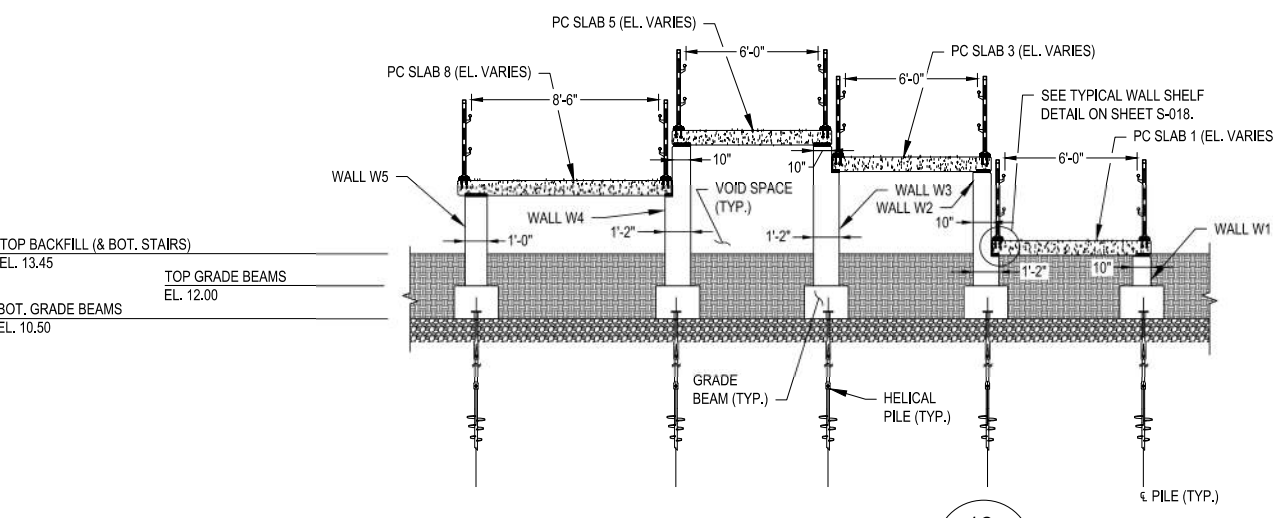 PC SLAB 5 (EL. VARIES)
6'-0"
PC SLAB 3 (EL. VARIES)
PC SLAB 8 (EL. VARIES)
6'-0"
8'-6"
SEE TYPICAL WALL SHELF
DETAIL ON SHEET S-018.
PC SLAB 1 (EL. VARIES
6'-0"
10"
10"
WALL W5
VOID SPACE
(TYP.)
WALL W3
WALL W2
WALL W4
10"
1'-2"
1'-2"
WALL W1
1'-0"
TOP BACKFILL (& BOT. STAIRS)
EL. 13.45
1'-2"
10"
TOP GRADE BEAMS
EL. 12.00
BOT. GRADE BEAMS
EL. 10.50
GRADE
BEAM (TYP.)
HELICAL
PILE (TYP.)
℄ PILE (TYP.)